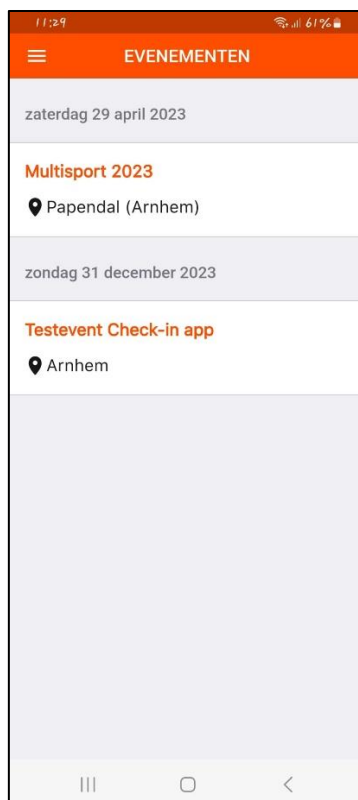 11:29
61%
EVENEMENTEN
zaterdag 29 april 2023
Multisport 2023
Papendal (Arnhem)
zondag 31 december 2023
Testevent Check-in app
Arnhem